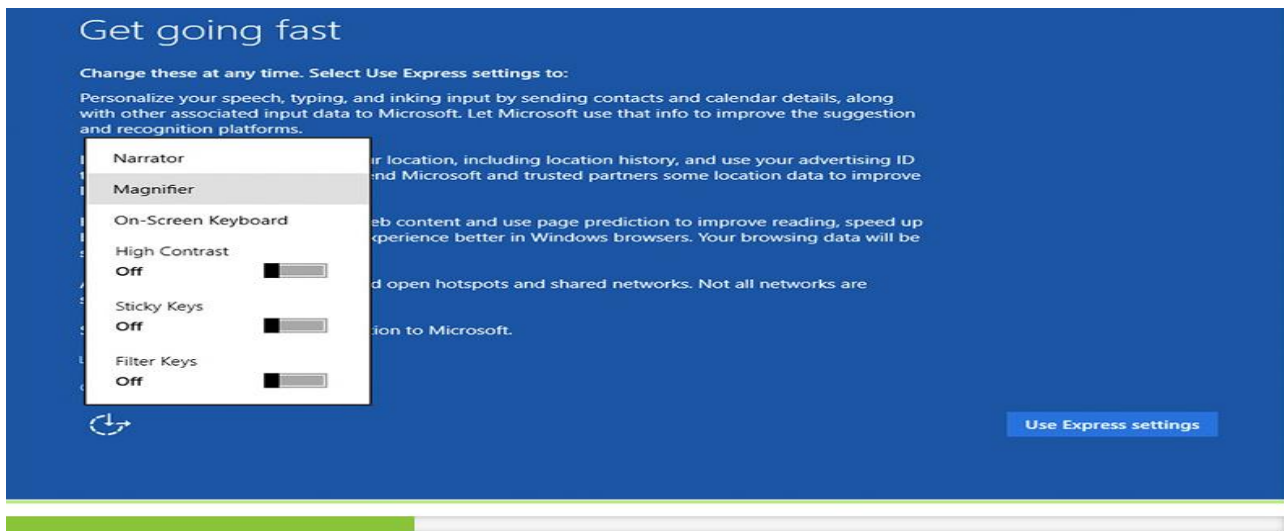 Get going fast
Change these at any time. Select Use Express settings to:
Personalize your speech, typing, and inking input by sending contacts and calendar details, along
with other associated input data to Microsoft. Let Microsoft use that info to improve the suggestion
and recognition platforms.
Narrator
Magnifier
On-Screen Keyboard
High Contrast
Off
Sticky Keys
Off
Filter Keys
Off
location, including location history, and use your advertising ID
Microsoft and trusted partners some location data to improve
content and use page prediction to improve reading, speed up
better in Windows browsers. Your browsing data will be
open hotspots and shared networks. Not all networks are
to Microsoft.
Use Express settings